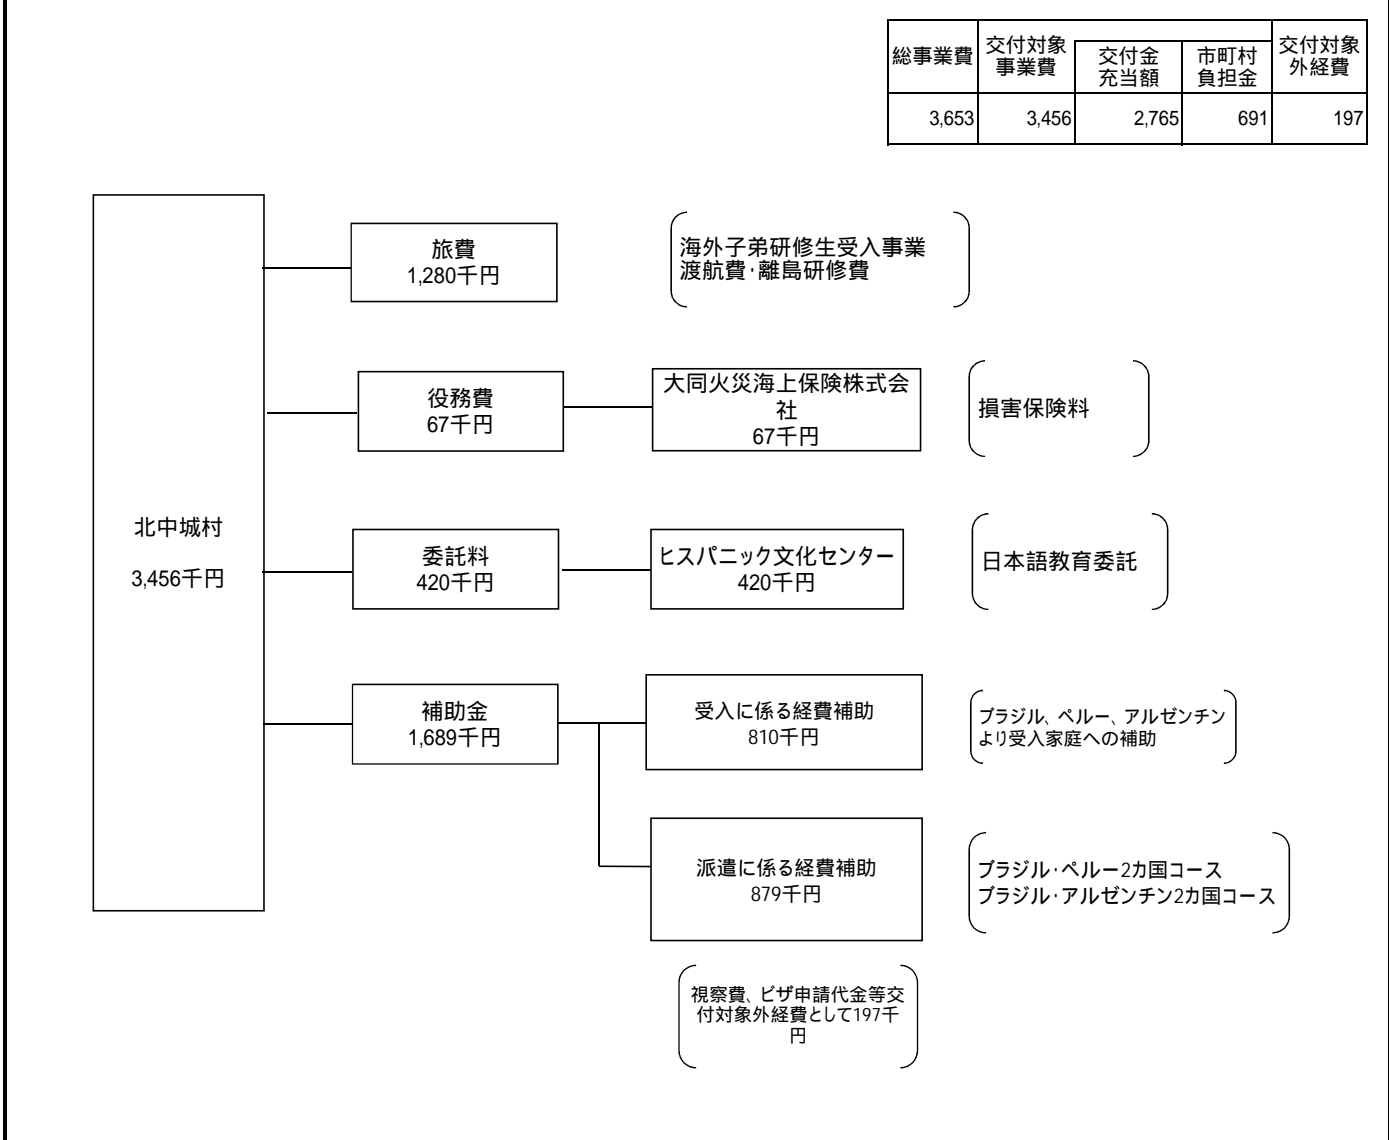 総事業費
交付対象
事業費
交付金
充当額
市町村
負担金
交付対象
外経費
3,653
3,456
2,765
691
197
北中城村
3,456千円
旅費
1,280千円
海外子弟研修生受入事業
渡航費・離島研修費
役務費
67千円
大同火災海上保険株式会
社
67千円
損害保険料
委託料
420千円
ヒスパニック文化センター
420千円
日本語教育委託
補助金
1,689千円
受入に係る経費補助
810千円
ブラジル、ペルー、アルゼンチン
より受入家庭への補助
派遣に係る経費補助
879千円
ブラジル・ペルー2カ国コース
ブラジル・アルゼンチン2カ国コース
視察費、ビザ申請代金等交
付対象外経費として197千
円